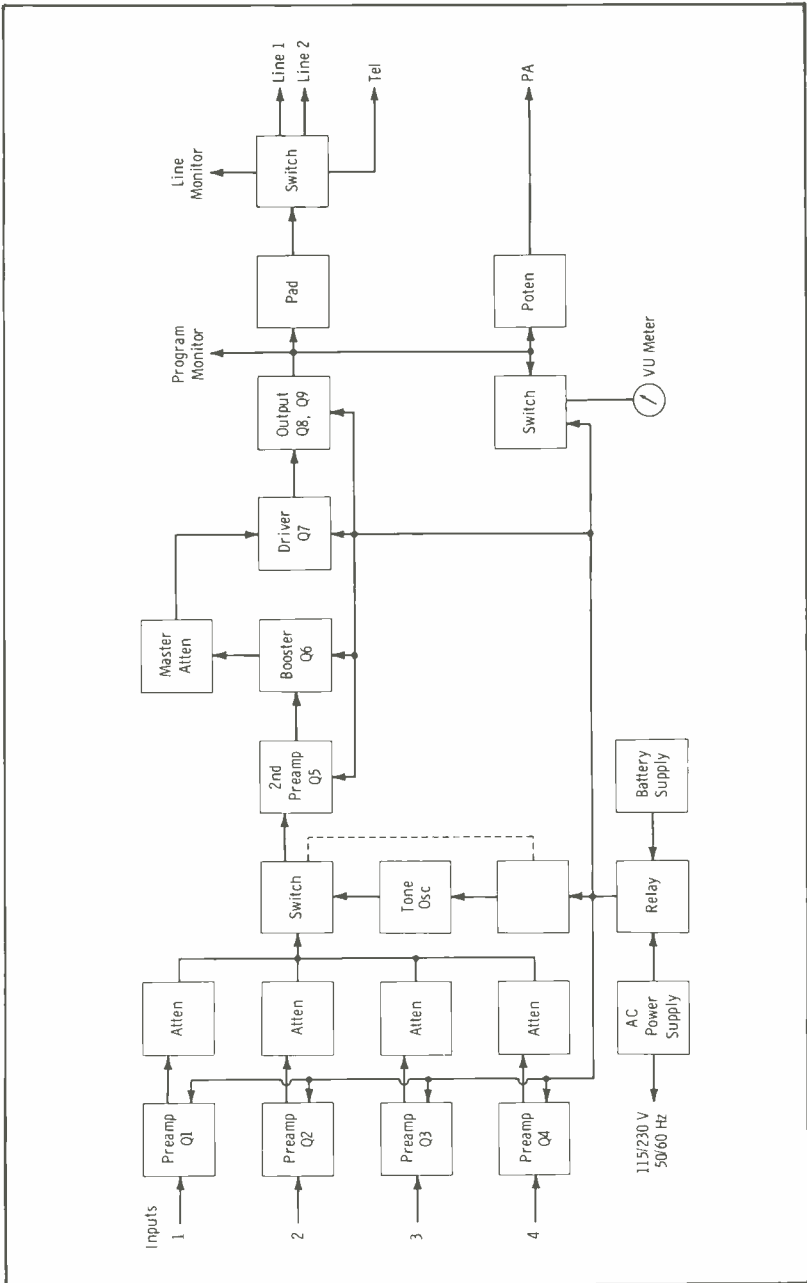 Inputs
1
2
3
4
Preamp
Q1
Preamp
Q2
Preamp
Q3
Preamp
Q4
Atten
Atten
Atten
Atten
Switch
Tone
Osc
2nd
Preamp
Q5
Booster
Q6
Master
Atten
Driver
Q7
Output
Q8, Q9
Program
Monitor
Pad
Switch
Line
Monitor
Line 1
Line 2
Tel
Switch
VU Meter
Poten
PA
115/230 V
50/60 Hz
AC
Power
Supply
Relay
Battery
Supply